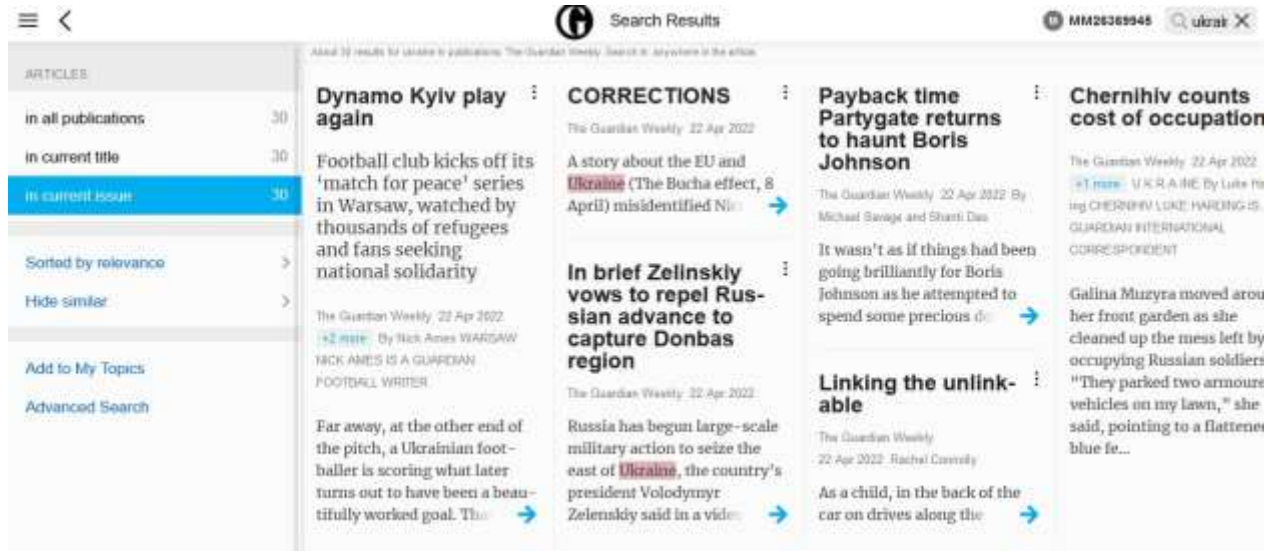 Search Results
MM26369946
ukrai
ARTICLES
in all publications 30
in current title 30
in current issue 30
Sorted by relevance
Hide similar
Add to My Topics
Advanced Search
About 30 results for ukraine in publications: The Guardian Weekly. Search in: anywhere in the article.
Dynamo Kyiv play
again
Football club kicks off its
‘match for peace’ series
in Warsaw, watched by
thousands of refugees
and fans seeking
national solidarity
The Guardian Weekly 22 Apr 2022
+2 more By Nick Ames WARSAW
NICK AMES IS A GUARDIAN
FOOTBALL WRITER
Far away, at the other end of
the pitch, a Ukrainian foot-
baller is scoring what later
turns out to have been a beau-
tifully worked goal.
CORRECTIONS
The Guardian Weekly 22 Apr 2022
A story about the EU and
Ukraine (The Bucha effect, 8
April) misidentified
In brief Zelinskiy
vows to repel Rus-
sian advance to
capture Donbas
region
The Guardian Weekly 22 Apr 2022
Russia has begun large-scale
military action to seize the
east of Ukraine, the country's
president Volodymyr
Zelenskiy said in a
Payback time
Partygate returns
to haunt Boris
Johnson
The Guardian Weekly 22 Apr 2022 By
Michael Savage and Shanti Das
It wasn't as if things had been
going brilliantly for Boris
Johnson as he attempted to
spend some precious
Linking the unlink-
able
The Guardian Weekly
22 Apr 2022 Rachel Connolly
As a child, in the back of the
car on drives along the
Chernihiv counts
cost of occupation
The Guardian Weekly 22 Apr 2022
+1 more U K R A INE By Luke Har
ing CHERNIHIV LUKE HARDING IS
GUARDIAN INTERNATIONAL
CORRESPONDENT
Galina Muzyra moved arou
her front garden as she
cleaned up the mess left by
occupying Russian soldiers
"They parked two armoure
vehicles on my lawn," she
said, pointing to a flattened
blue fe...